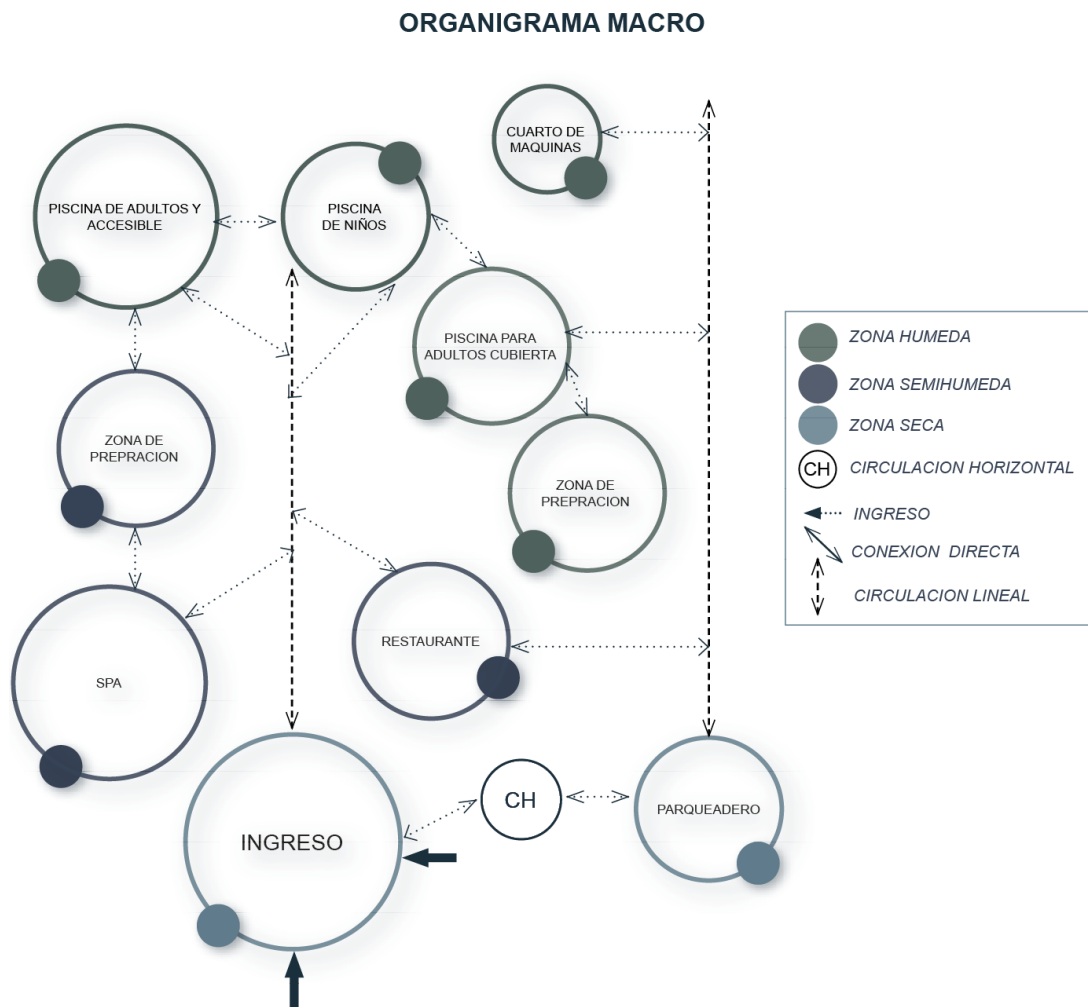 ORGANIGRAMA MACRO
CUARTO DE
MAQUINAS
PISCINA DE ADULTOS Y
ACCESIBLE
PISCINA
DE NIÑOS
PISCINA PARA
ADULTOS CUBIERTA
ZONA DE
PREPRACION
ZONA DE
PREPRACION
RESTAURANTE
SPA
INGRESO
CH
PARQUEADERO
ZONA HUMEDA
ZONA SEMIHUMEDA
ZONA SECA
CH CIRCULACION HORIZONTAL
INGRESO
CONEXION DIRECTA
CIRCULACION LINEAL